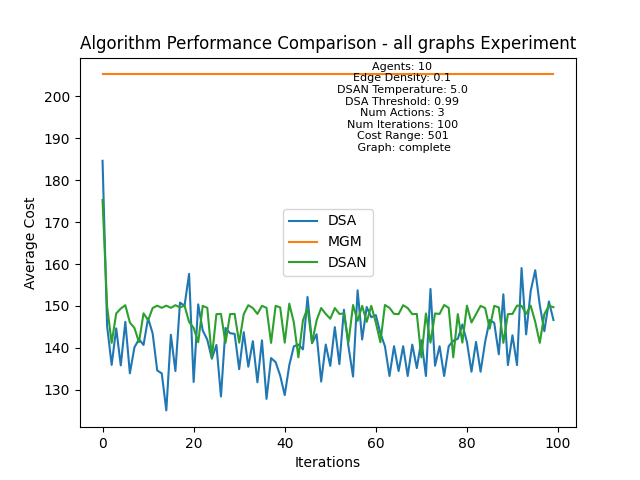 Algorithm Performance Comparison - all graphs Experiment
Agents: 10
Edge Density: 0.1
DSAN Temperature: 5.0
DSA Threshold: 0.99
Num Actions: 3
Num Iterations: 100
Cost Range: 501
Graph: complete
200
190
180
170
160
150
140
130
Average Cost
DSA
MGM
DSAN
0 20 40 60 80 100
Iterations